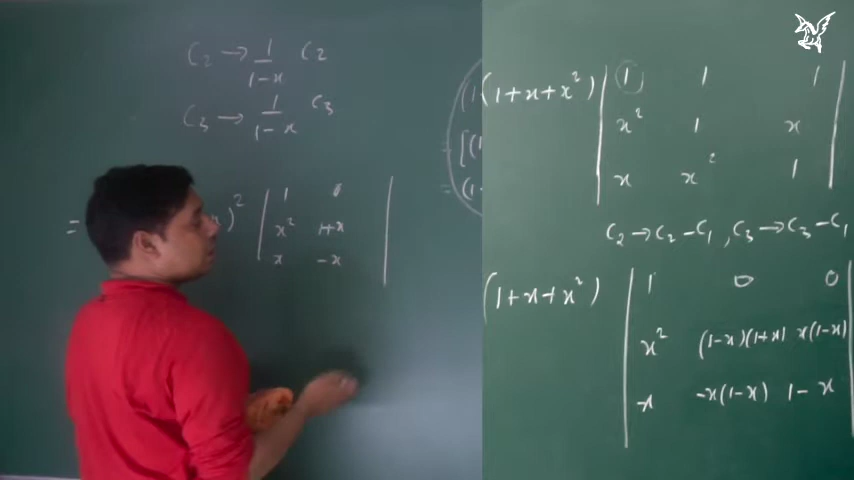 C₂ → 1/(1-x) C₂
C₃ → 1/(1-x) C₃
= )² | 1 0 |
| x² 1+x |
| x -x |
(1+x+x²) | 1 1 1 |
| x² 1 x |
| x x² 1 |
C₂ → C₂ - C₁, C₃ → C₃ - C₁
(1+x+x²) | 1 0 0 |
| x² (1-x)(1+x) x(1-x) |
| x -x(1-x) 1-x |